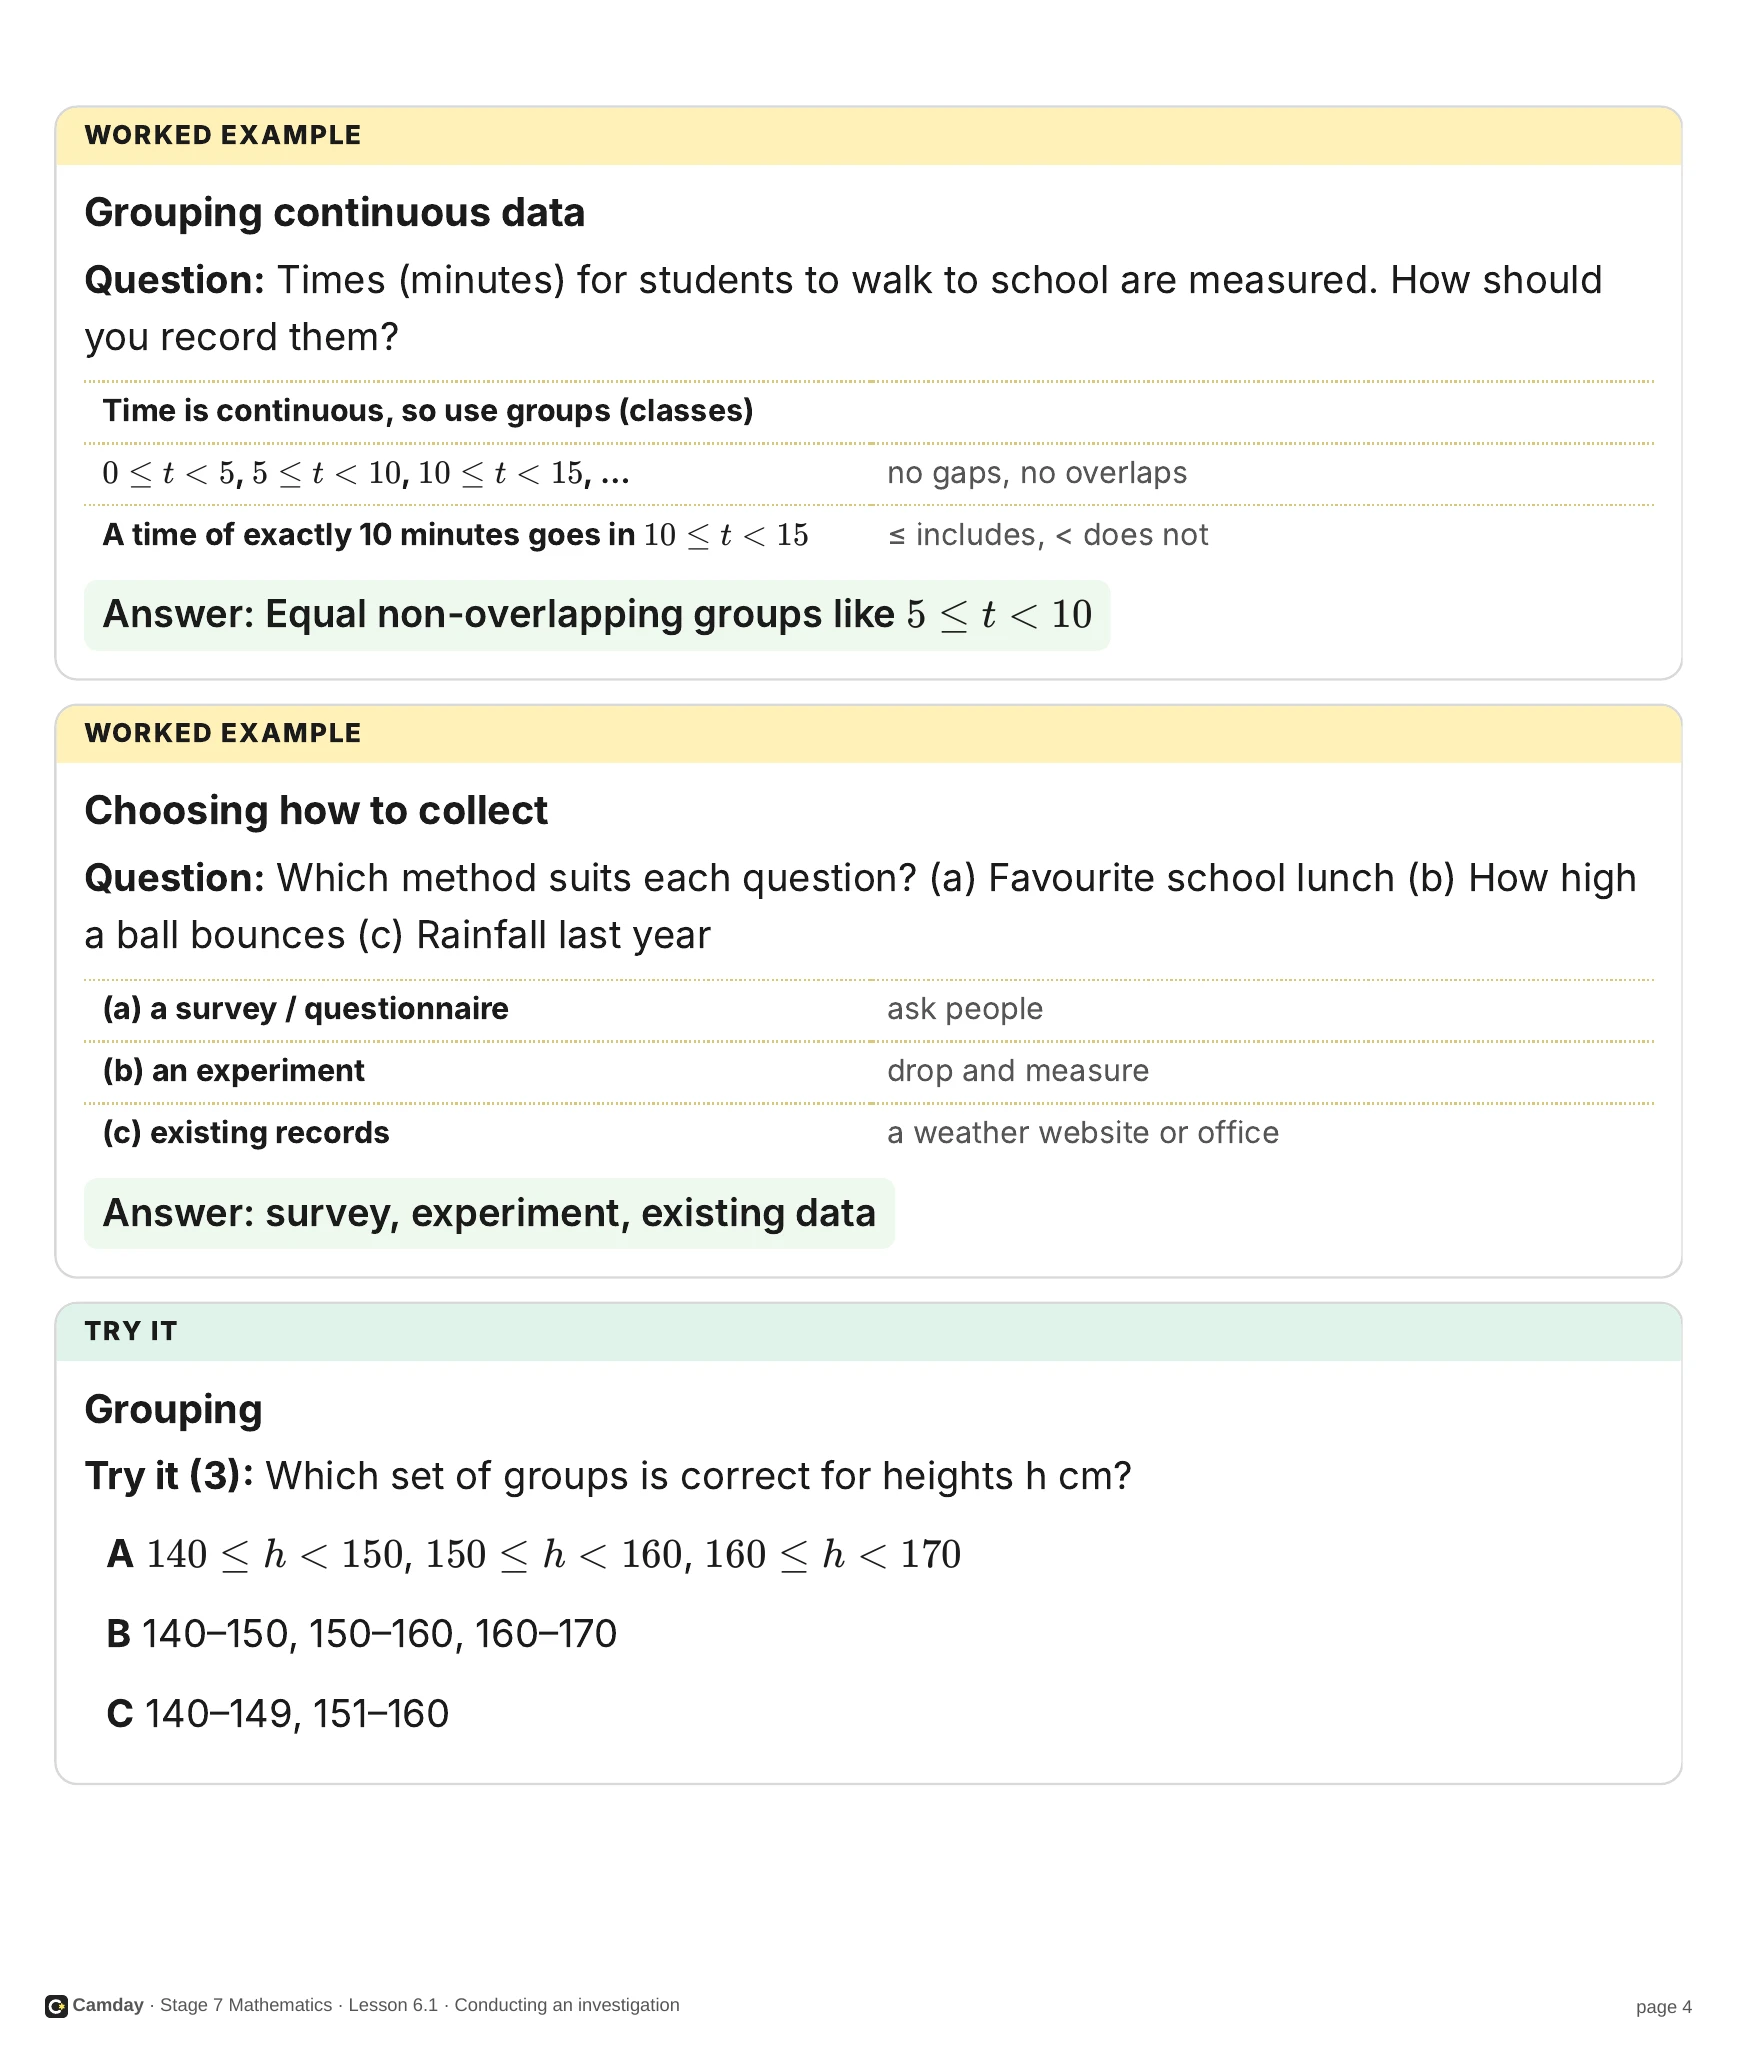 WORKED EXAMPLE
Grouping continuous data
Question: Times (minutes) for students to walk to school are measured. How should
you record them?
Time is continuous, so use groups (classes)
0 ≤ t < 5, 5 ≤ t < 10, 10 ≤ t < 15, ... no gaps, no overlaps
A time of exactly 10 minutes goes in 10 ≤ t < 15 ≤ includes, < does not
Answer: Equal non-overlapping groups like 5 ≤ t < 10
WORKED EXAMPLE
Choosing how to collect
Question: Which method suits each question? (a) Favourite school lunch (b) How high
a ball bounces (c) Rainfall last year
(a) a survey / questionnaire ask people
(b) an experiment drop and measure
(c) existing records a weather website or office
Answer: survey, experiment, existing data
TRY IT
Grouping
Try it (3): Which set of groups is correct for heights h cm?
A 140 ≤ h < 150, 150 ≤ h < 160, 160 ≤ h < 170
B 140–150, 150–160, 160–170
C 140–149, 151–160
Camday · Stage 7 Mathematics · Lesson 6.1 · Conducting an investigation page 4